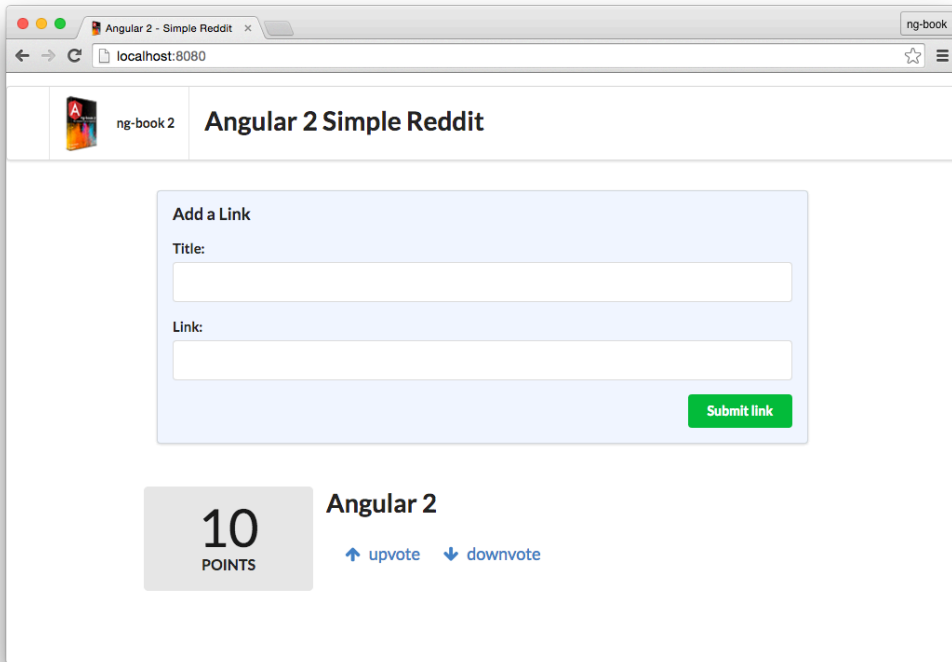 Angular 2 - Simple Reddit
ng-book
localhost:8080
ng-book 2
Angular 2 Simple Reddit
Add a Link
Title:
Link:
Submit link
10
POINTS
Angular 2
upvote downvote